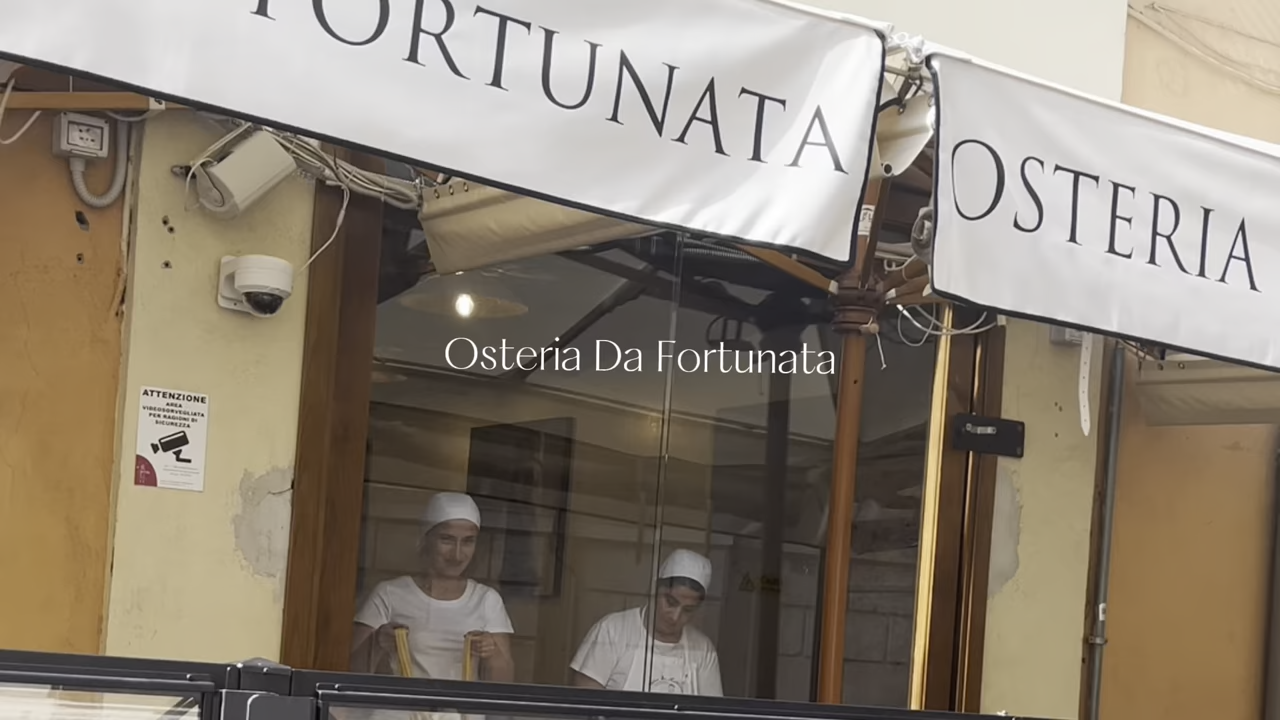 FORTUNATA
OSTERIA
Osteria Da Fortunata
ATTENZIONE
AREA
VIDEOSORVEGLIATA
PER RAGIONI DI
SICUREZZA